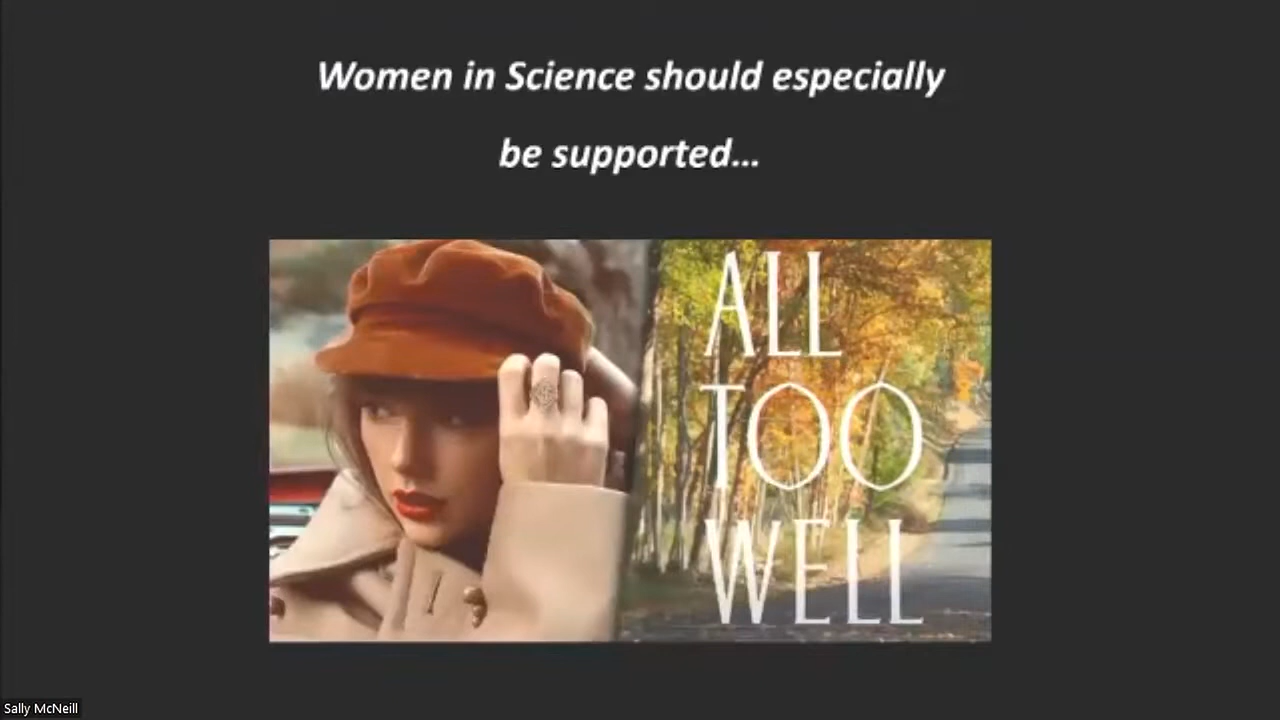 Women in Science should especially
be supported...
ALL
TOO
WELL
Sally McNeill